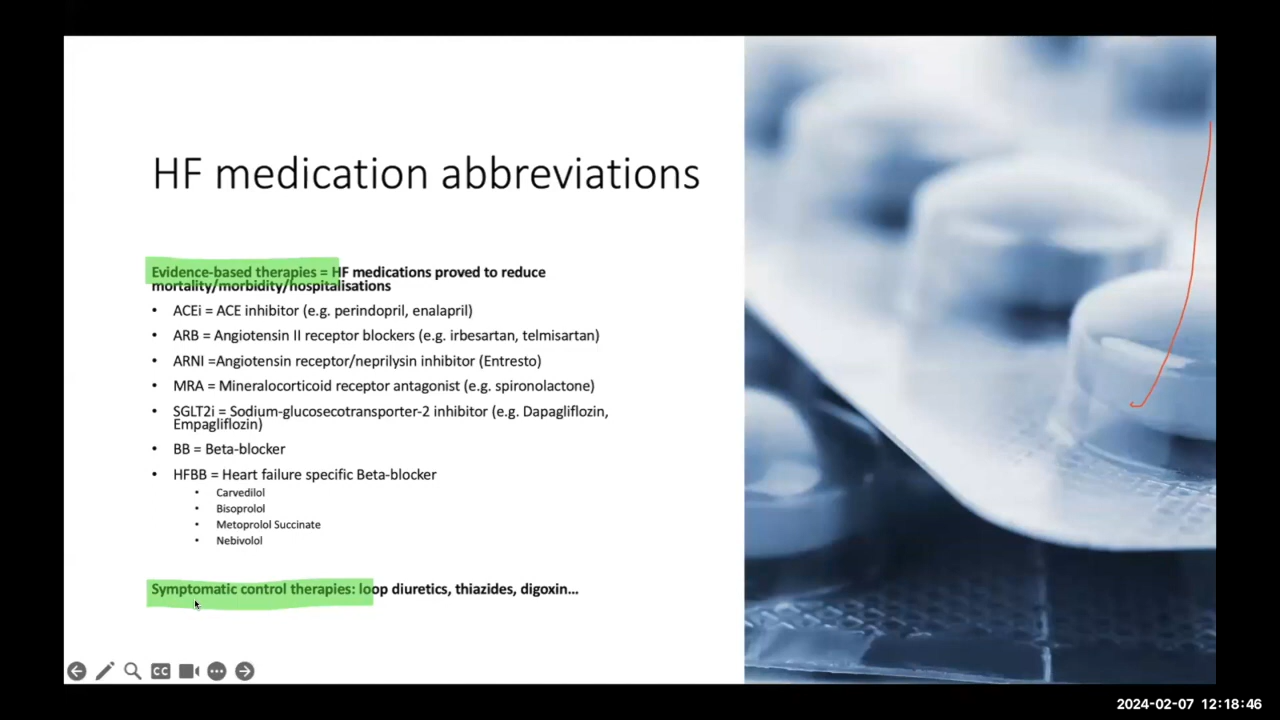 HF medication abbreviations
Evidence-based therapies = HF medications proved to reduce
mortality/morbidity/hospitalisations
• ACEi = ACE inhibitor (e.g. perindopril, enalapril)
• ARB = Angiotensin II receptor blockers (e.g. irbesartan, telmisartan)
• ARNI =Angiotensin receptor/neprilysin inhibitor (Entresto)
• MRA = Mineralocorticoid receptor antagonist (e.g. spironolactone)
• SGLT2i = Sodium-glucosecotransporter-2 inhibitor (e.g. Dapagliflozin,
Empagliflozin)
• BB = Beta-blocker
• HFBB = Heart failure specific Beta-blocker
• Carvedilol
• Bisoprolol
• Metoprolol Succinate
• Nebivolol
Symptomatic control therapies: loop diuretics, thiazides, digoxin...
CC
2024-02-07 12:18:46